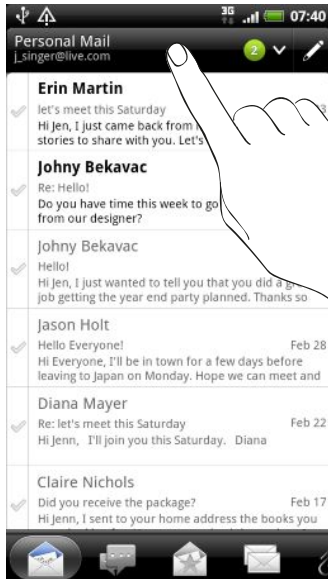 3G
07:40
Personal Mail
j_singer@live.com
2
Erin Martin
let's meet this Saturday
Hi Jen, I just came back from
stories to share with you. Let's
Johny Bekavac
Re: Hello!
Do you have time this week to go
from our designer?
Johny Bekavac
Hello!
Hi Jen, I just wanted to tell you that you did a
job getting the year end party planned. Thanks so
Jason Holt
Hello Everyone! Feb 28
Hi Everyone, I'll be in town for a few days before
leaving to Japan on Monday. Hope we can meet and
Diana Mayer
Re: let's meet this Saturday Feb 22
Hi Jenn, I'll join you this Saturday. Diana
Claire Nichols
Did you receive the package? Feb 17
Hi Jenn, I sent to your home address the books you